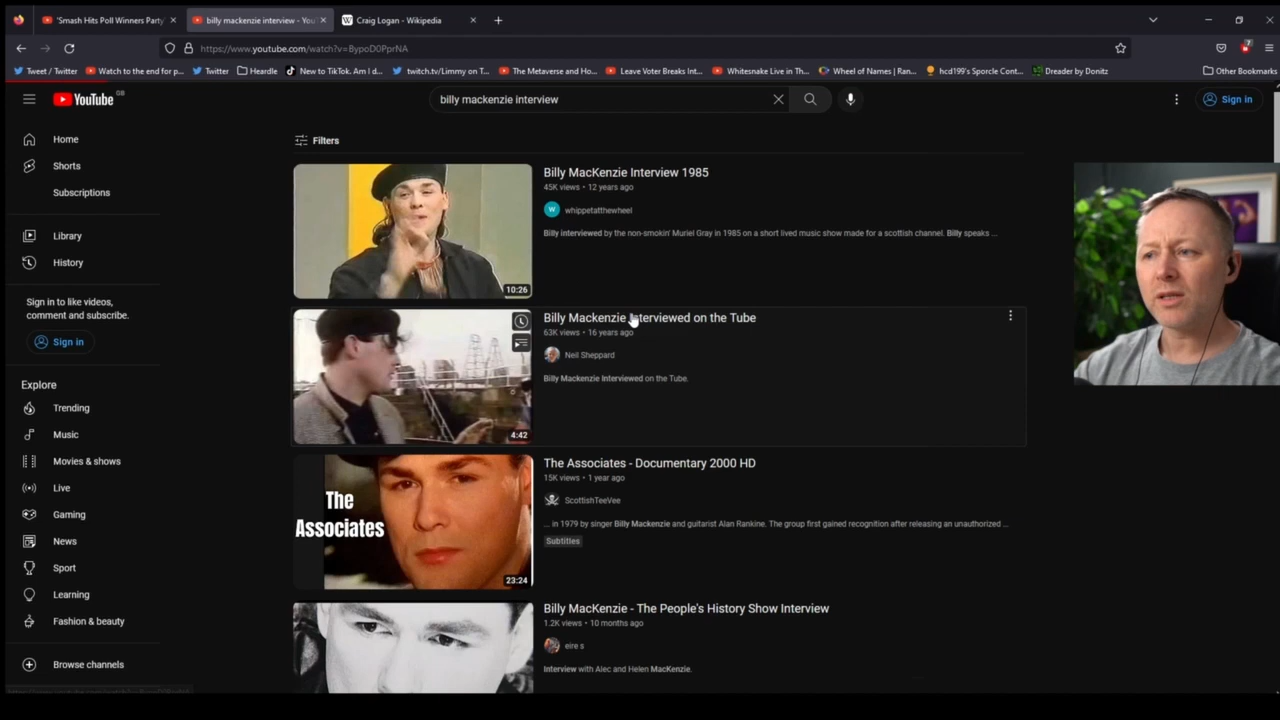 'Smash Hits Poll Winners Party'
billy mackenzie interview - You
Craig Logan - Wikipedia
https://www.youtube.com/watch?v=BypoD0PprNA
Tweet / Twitter
Watch to the end for p...
Twitter
Heardle
New to TikTok. Am I d...
twitch.tv/Limmy on T...
The Metaverse and Ho...
Leave Voter Breaks Int...
Whitesnake Live in Th...
Wheel of Names | Ran...
hcd199's Sporcle Cont...
Dreader by Donitz
Other Bookmarks
YouTube GB
billy mackenzie interview
Sign in
Home
Shorts
Subscriptions
Library
History
Sign in to like videos,
comment and subscribe.
Sign in
Explore
Trending
Music
Movies & shows
Live
Gaming
News
Sport
Learning
Fashion & beauty
Browse channels
Filters
10:26
Billy MacKenzie Interview 1985
45K views • 12 years ago
W
whippetatthewheel
Billy interviewed by the non-smokin' Muriel Gray in 1985 on a short lived music show made for a scottish channel. Billy speaks ...
4:42
Billy Mackenzie Interviewed on the Tube
63K views • 16 years ago
Neil Sheppard
Billy Mackenzie Interviewed on the Tube.
The
Associates
23:24
The Associates - Documentary 2000 HD
15K views • 1 year ago
ScottishTeeVee
... in 1979 by singer Billy Mackenzie and guitarist Alan Rankine. The group first gained recognition after releasing an unauthorized ...
Subtitles
Billy MacKenzie - The People's History Show Interview
1.2K views • 10 months ago
eire s
Interview with Alec and Helen MacKenzie.